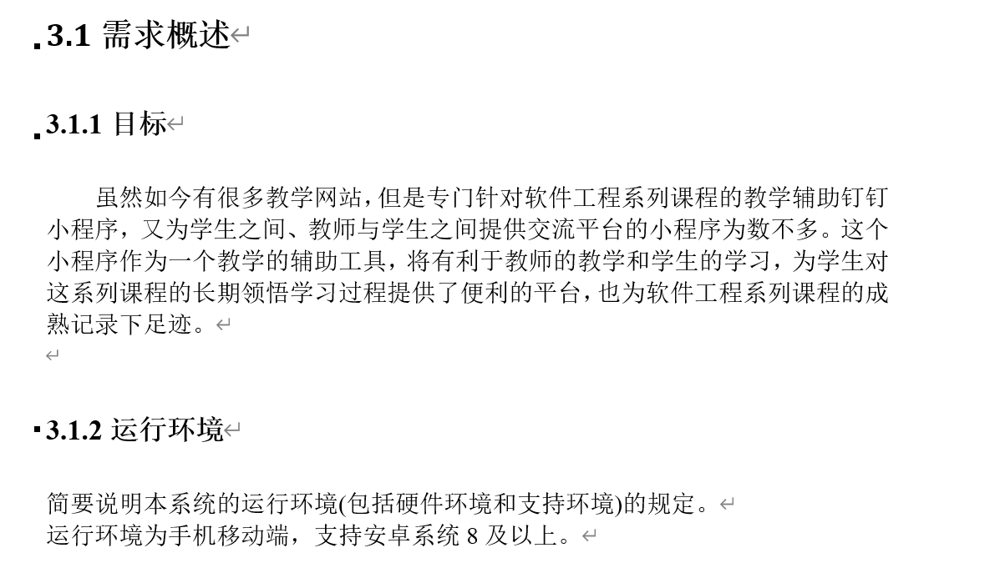 3.1 需求概述
3.1.1 目标
虽然如今有很多教学网站，但是专门针对软件工程系列课程的教学辅助钉钉
小程序，又为学生之间、教师与学生之间提供交流平台的小程序为数不多。这个
小程序作为一个教学的辅助工具，将有利于教师的教学和学生的学习，为学生对
这系列课程的长期领悟学习过程提供了便利的平台，也为软件工程系列课程的成
熟记录下足迹。
3.1.2 运行环境
简要说明本系统的运行环境(包括硬件环境和支持环境)的规定。
运行环境为手机移动端，支持安卓系统 8 及以上。